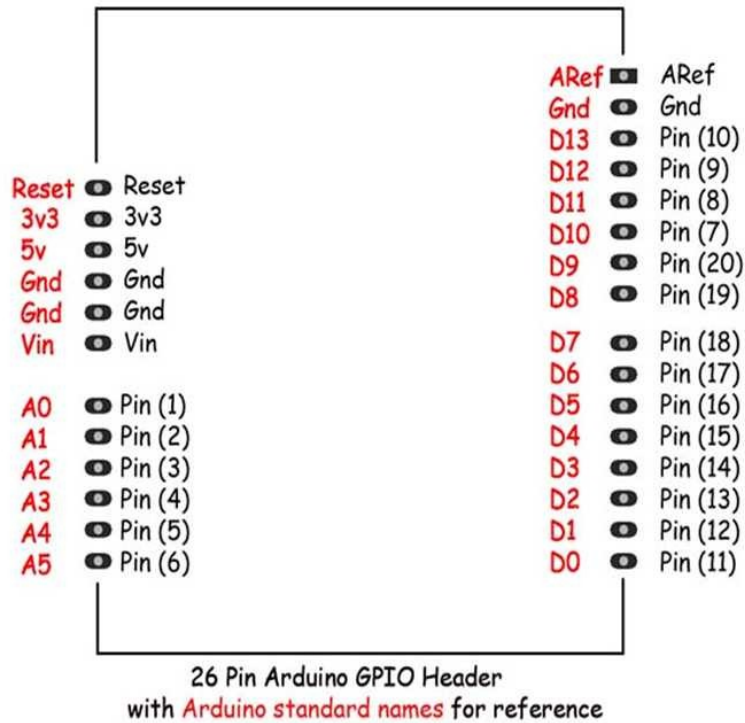 Reset Reset
3v3 3v3
5v 5v
Gnd Gnd
Gnd Gnd
Vin Vin
A0 Pin (1)
A1 Pin (2)
A2 Pin (3)
A3 Pin (4)
A4 Pin (5)
A5 Pin (6)
ARef ARef
Gnd Gnd
D13 Pin (10)
D12 Pin (9)
D11 Pin (8)
D10 Pin (7)
D9 Pin (20)
D8 Pin (19)
D7 Pin (18)
D6 Pin (17)
D5 Pin (16)
D4 Pin (15)
D3 Pin (14)
D2 Pin (13)
D1 Pin (12)
D0 Pin (11)
26 Pin Arduino GPIO Header
with Arduino standard names for reference